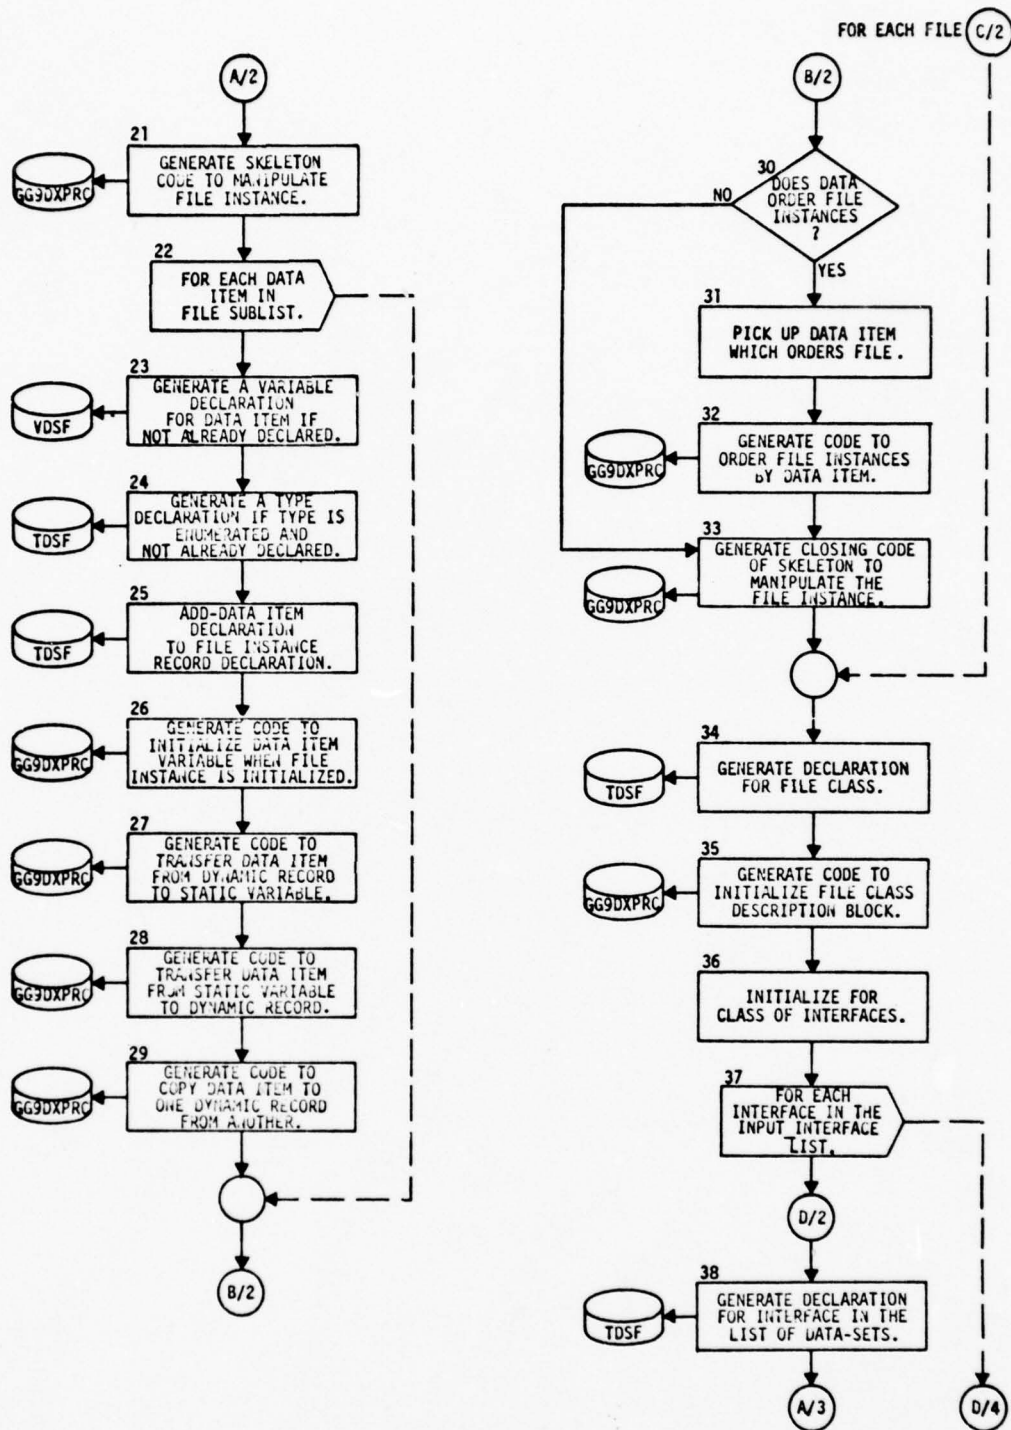 A/2
21
GENERATE SKELETON
CODE TO MANIPULATE
FILE INSTANCE.
GG9DXPRC
22
FOR EACH DATA
ITEM IN
FILE SUBLIST.
23
GENERATE A VARIABLE
DECLARATION
FOR DATA ITEM IF
NOT ALREADY DECLARED.
VDSF
24
GENERATE A TYPE
DECLARATION IF TYPE IS
ENUMERATED AND
NOT ALREADY DECLARED.
TDSF
25
ADD-DATA ITEM
DECLARATION
TO FILE INSTANCE
RECORD DECLARATION.
TDSF
26
GENERATE CODE TO
INITIALIZE DATA ITEM
VARIABLE WHEN FILE
INSTANCE IS INITIALIZED.
GG9DXPRC
27
GENERATE CODE TO
TRANSFER DATA ITEM
FROM DYNAMIC RECORD
TO STATIC VARIABLE.
GG9DXPRC
28
GENERATE CODE TO
TRANSFER DATA ITEM
FROM STATIC VARIABLE
TO DYNAMIC RECORD.
GG9DXPRC
29
GENERATE CODE TO
COPY DATA ITEM TO
ONE DYNAMIC RECORD
FROM ANOTHER.
GG9DXPRC
B/2
FOR EACH FILE C/2
B/2
30
DOES DATA
ORDER FILE
INSTANCES
?
NO
YES
31
PICK UP DATA ITEM
WHICH ORDERS FILE.
32
GENERATE CODE TO
ORDER FILE INSTANCES
BY DATA ITEM.
GG9DXPRC
33
GENERATE CLOSING CODE
OF SKELETON TO
MANIPULATE THE
FILE INSTANCE.
GG9DXPRC
34
GENERATE DECLARATION
FOR FILE CLASS.
TDSF
35
GENERATE CODE TO
INITIALIZE FILE CLASS
DESCRIPTION BLOCK.
GG9DXPRC
36
INITIALIZE FOR
CLASS OF INTERFACES.
37
FOR EACH
INTERFACE IN THE
INPUT INTERFACE
LIST.
D/2
38
GENERATE DECLARATION
FOR INTERFACE IN THE
LIST OF DATA-SETS.
TDSF
A/3
D/4